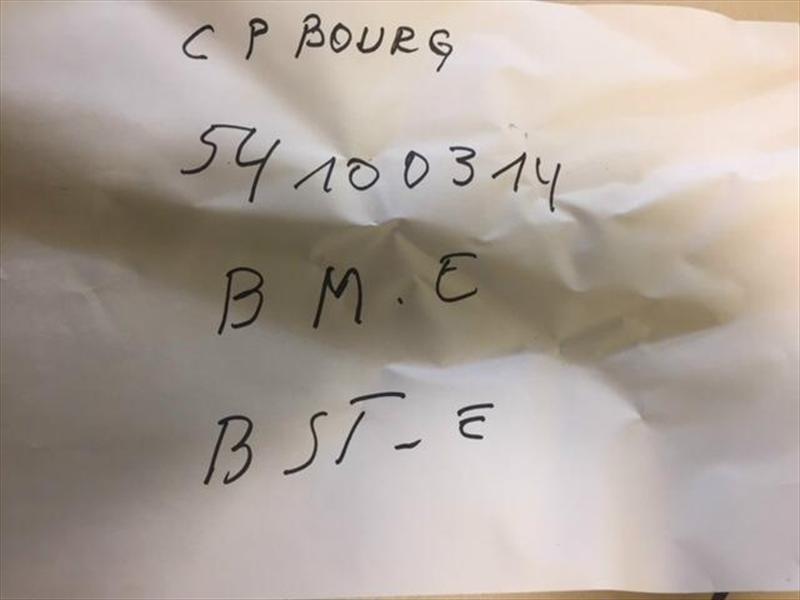 C P BOURG
54100314
B M. E
B ST- E